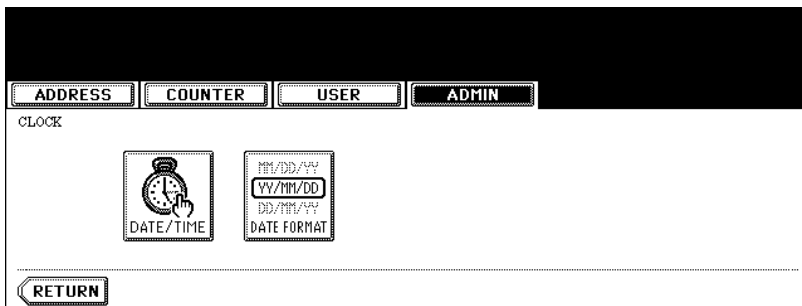 ADDRESS COUNTER USER ADMIN
CLOCK
MM/DD/YY
YY/MM/DD
DD/MM/YY
DATE/TIME DATE FORMAT
RETURN